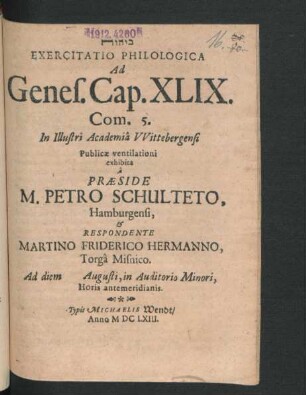 1912.4260
EXERCITATIO PHILOLOGICA
Ad
Genes. Cap. XLIX.
Com. 5.
In Illustri Academiâ VVittebergensi
Publicæ ventilationi
exhibita
à
PRÆSIDE
M. PETRO SCHULTETO,
Hamburgensi,
&
RESPONDENTE
MARTINO FRIDERICO HERMANNO,
Torgâ Misnico.
Ad diem Augusti, in Auditorio Minori,
Horis antemeridianis.
Typis MICHAELIS Wendt/
Anno M DC LXIII.